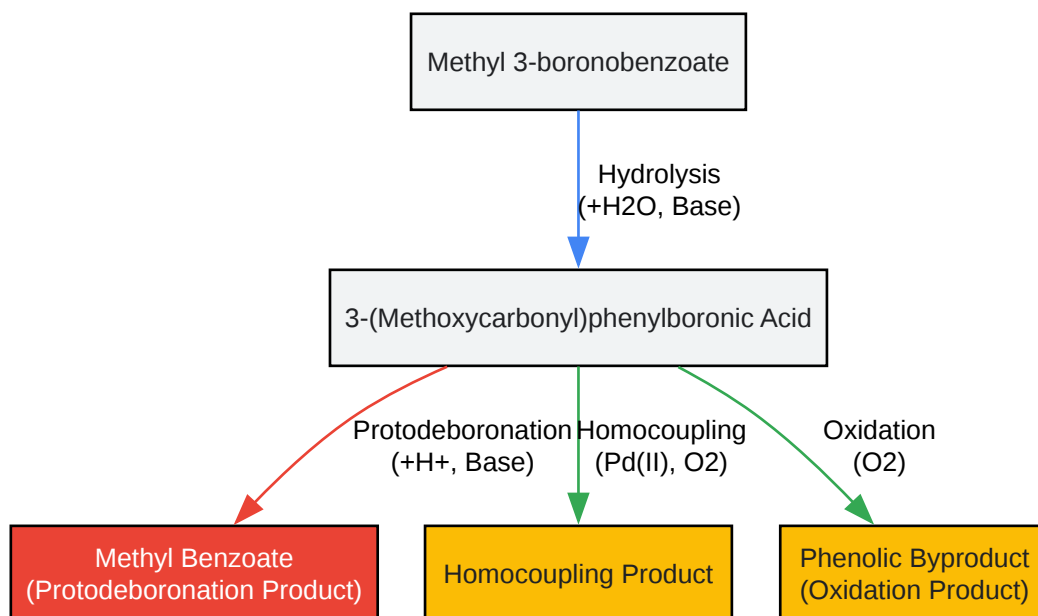 Methyl 3-boronobenzoate
Hydrolysis
(+H2O, Base)
3-(Methoxycarbonyl)phenylboronic Acid
Protodeboronation
(+H+, Base)
Homocoupling
(Pd(II), O2)
Oxidation
(O2)
Methyl Benzoate
(Protodeboronation Product)
Homocoupling Product
Phenolic Byproduct
(Oxidation Product)